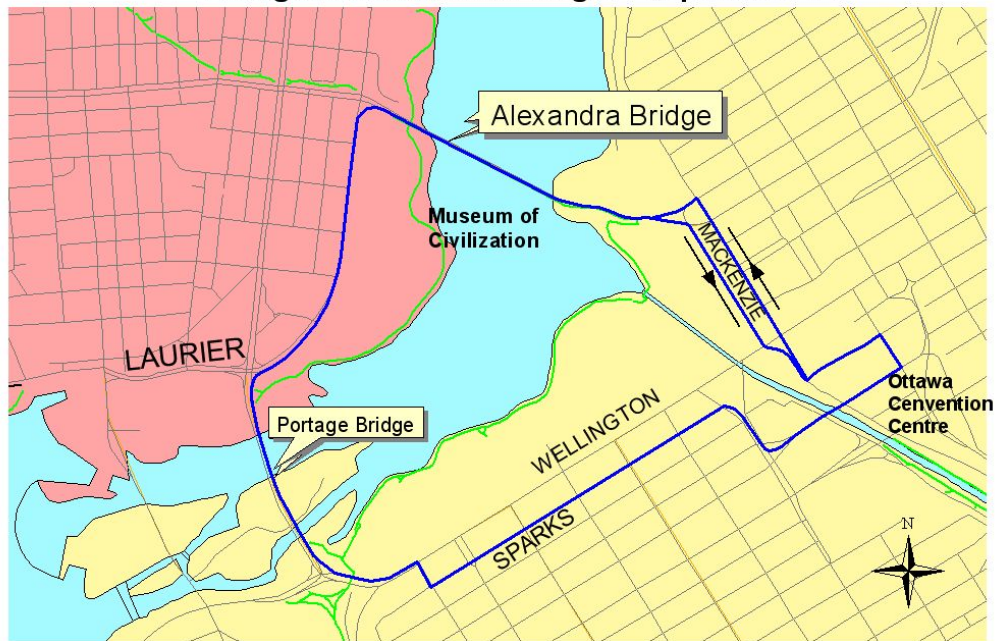 Alexandra Bridge
Museum of
Civilization
MACKENZIE
LAURIER
Ottawa
Cenvention
Centre
WELLINGTON
Portage Bridge
SPARKS
N